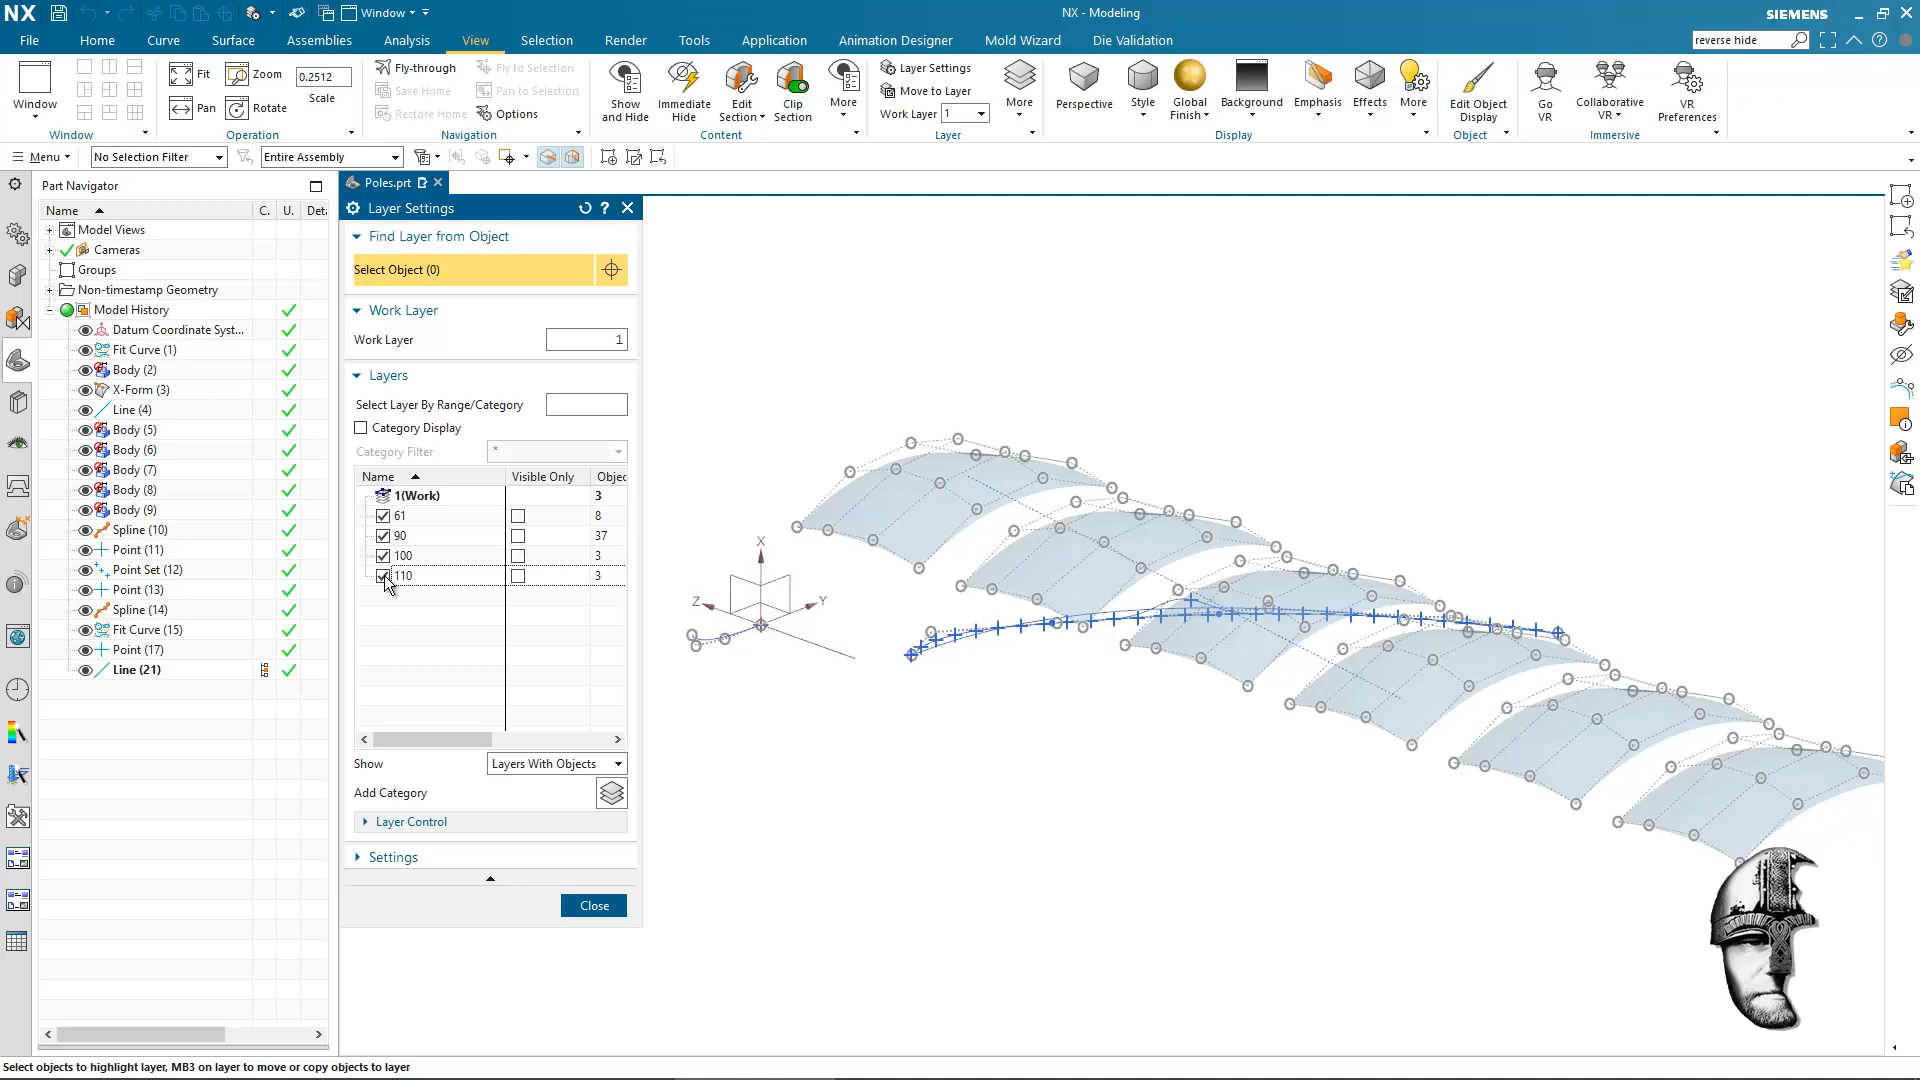 NX
Window
NX - Modeling
SIEMENS
File
Home
Curve
Surface
Assemblies
Analysis
View
Selection
Render
Tools
Application
Animation Designer
Mold Wizard
Die Validation
reverse hide
Window
Window
Fit
Zoom
0.2512
Scale
Pan
Rotate
Operation
Fly-through
Fly to Selection
Save Home
Pan to Selection
Restore Home
Options
Navigation
Show and Hide
Immediate Hide
Edit Section
Clip Section
More
Content
Layer Settings
Move to Layer
Work Layer 1
More
Layer
Perspective
Style
Global Finish
Background
Emphasis
Effects
More
Display
Edit Object Display
Object
Go VR
Collaborative VR
VR Preferences
Immersive
Menu
No Selection Filter
Entire Assembly
Part Navigator
Name
C.
U.
Deta
Model Views
Cameras
Groups
Non-timestamp Geometry
Model History
Datum Coordinate Syst...
Fit Curve (1)
Body (2)
X-Form (3)
Line (4)
Body (5)
Body (6)
Body (7)
Body (8)
Body (9)
Spline (10)
Point (11)
Point Set (12)
Point (13)
Spline (14)
Fit Curve (15)
Point (17)
Line (21)
Poles.prt
Layer Settings
Find Layer from Object
Select Object (0)
Work Layer
Work Layer 1
Layers
Select Layer By Range/Category
Category Display
Category Filter *
Name Visible Only Objec
1(Work) 3
61 8
90 37
100 3
110 3
Show Layers With Objects
Add Category
Layer Control
Settings
Close
X
Z
Y
Select objects to highlight layer, MB3 on layer to move or copy objects to layer